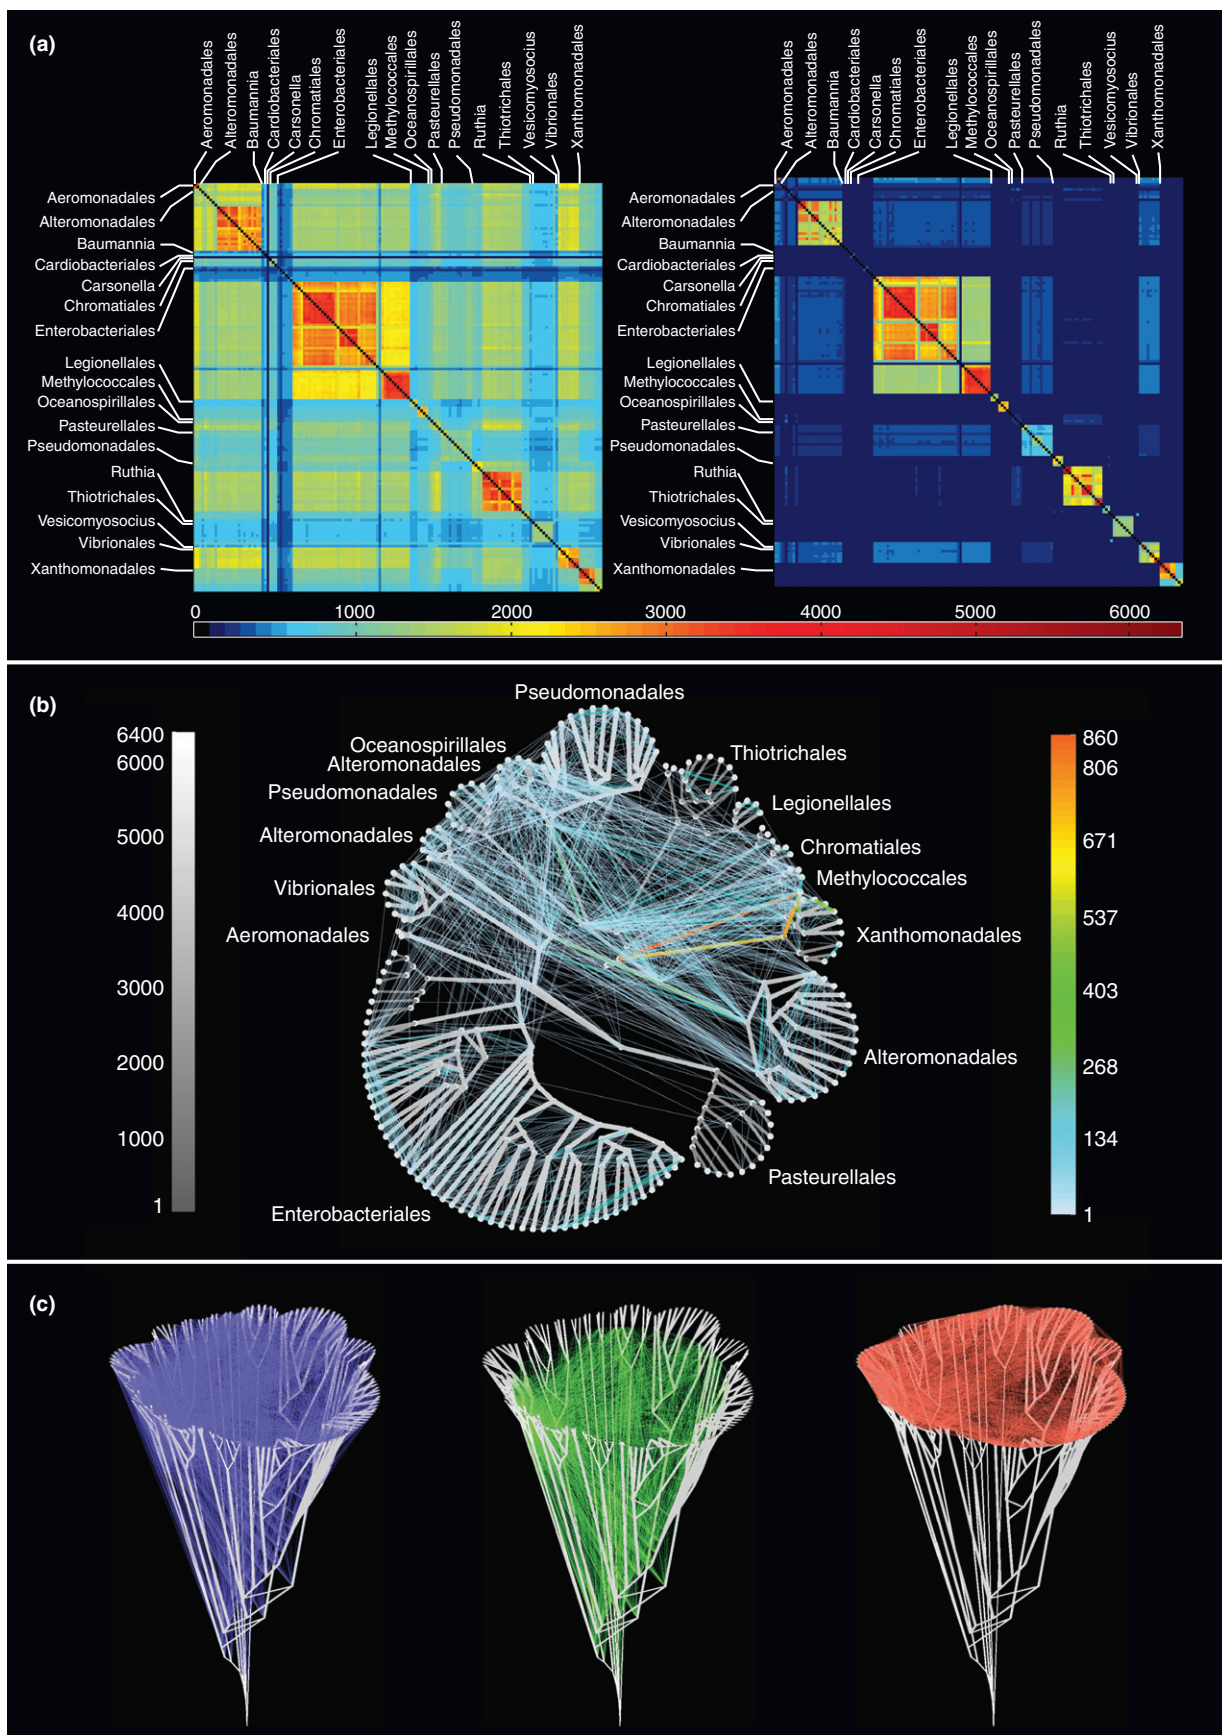 (a)
Aeromonadales
Alteromonadales
Baumannia
Cardiobacteriales
Carsonella
Chromatiales
Enterobacteriales
Legionellales
Methylococcales
Oceanospirillales
Pasteurellales
Pseudomonadales
Ruthia
Thiotrichales
Vesicomyosocius
Vibrionales
Xanthomonadales
Aeromonadales
Alteromonadales
Baumannia
Cardiobacteriales
Carsonella
Chromatiales
Enterobacteriales
Legionellales
Methylococcales
Oceanospirillales
Pasteurellales
Pseudomonadales
Ruthia
Thiotrichales
Vesicomyosocius
Vibrionales
Xanthomonadales
Aeromonadales
Alteromonadales
Baumannia
Cardiobacteriales
Carsonella
Chromatiales
Enterobacteriales
Legionellales
Methylococcales
Oceanospirillales
Pasteurellales
Pseudomonadales
Ruthia
Thiotrichales
Vesicomyosocius
Vibrionales
Xanthomonadales
Aeromonadales
Alteromonadales
Baumannia
Cardiobacteriales
Carsonella
Chromatiales
Enterobacteriales
Legionellales
Methylococcales
Oceanospirillales
Pasteurellales
Pseudomonadales
Ruthia
Thiotrichales
Vesicomyosocius
Vibrionales
Xanthomonadales
0 1000 2000 3000 4000 5000 6000
(b)
6400
6000
5000
4000
3000
2000
1000
1
Pseudomonadales
Oceanospirillales
Alteromonadales
Pseudomonadales
Alteromonadales
Vibrionales
Aeromonadales
Enterobacteriales
Thiotrichales
Legionellales
Chromatiales
Methylococcales
Xanthomonadales
Alteromonadales
Pasteurellales
860
806
671
537
403
268
134
1
(c)